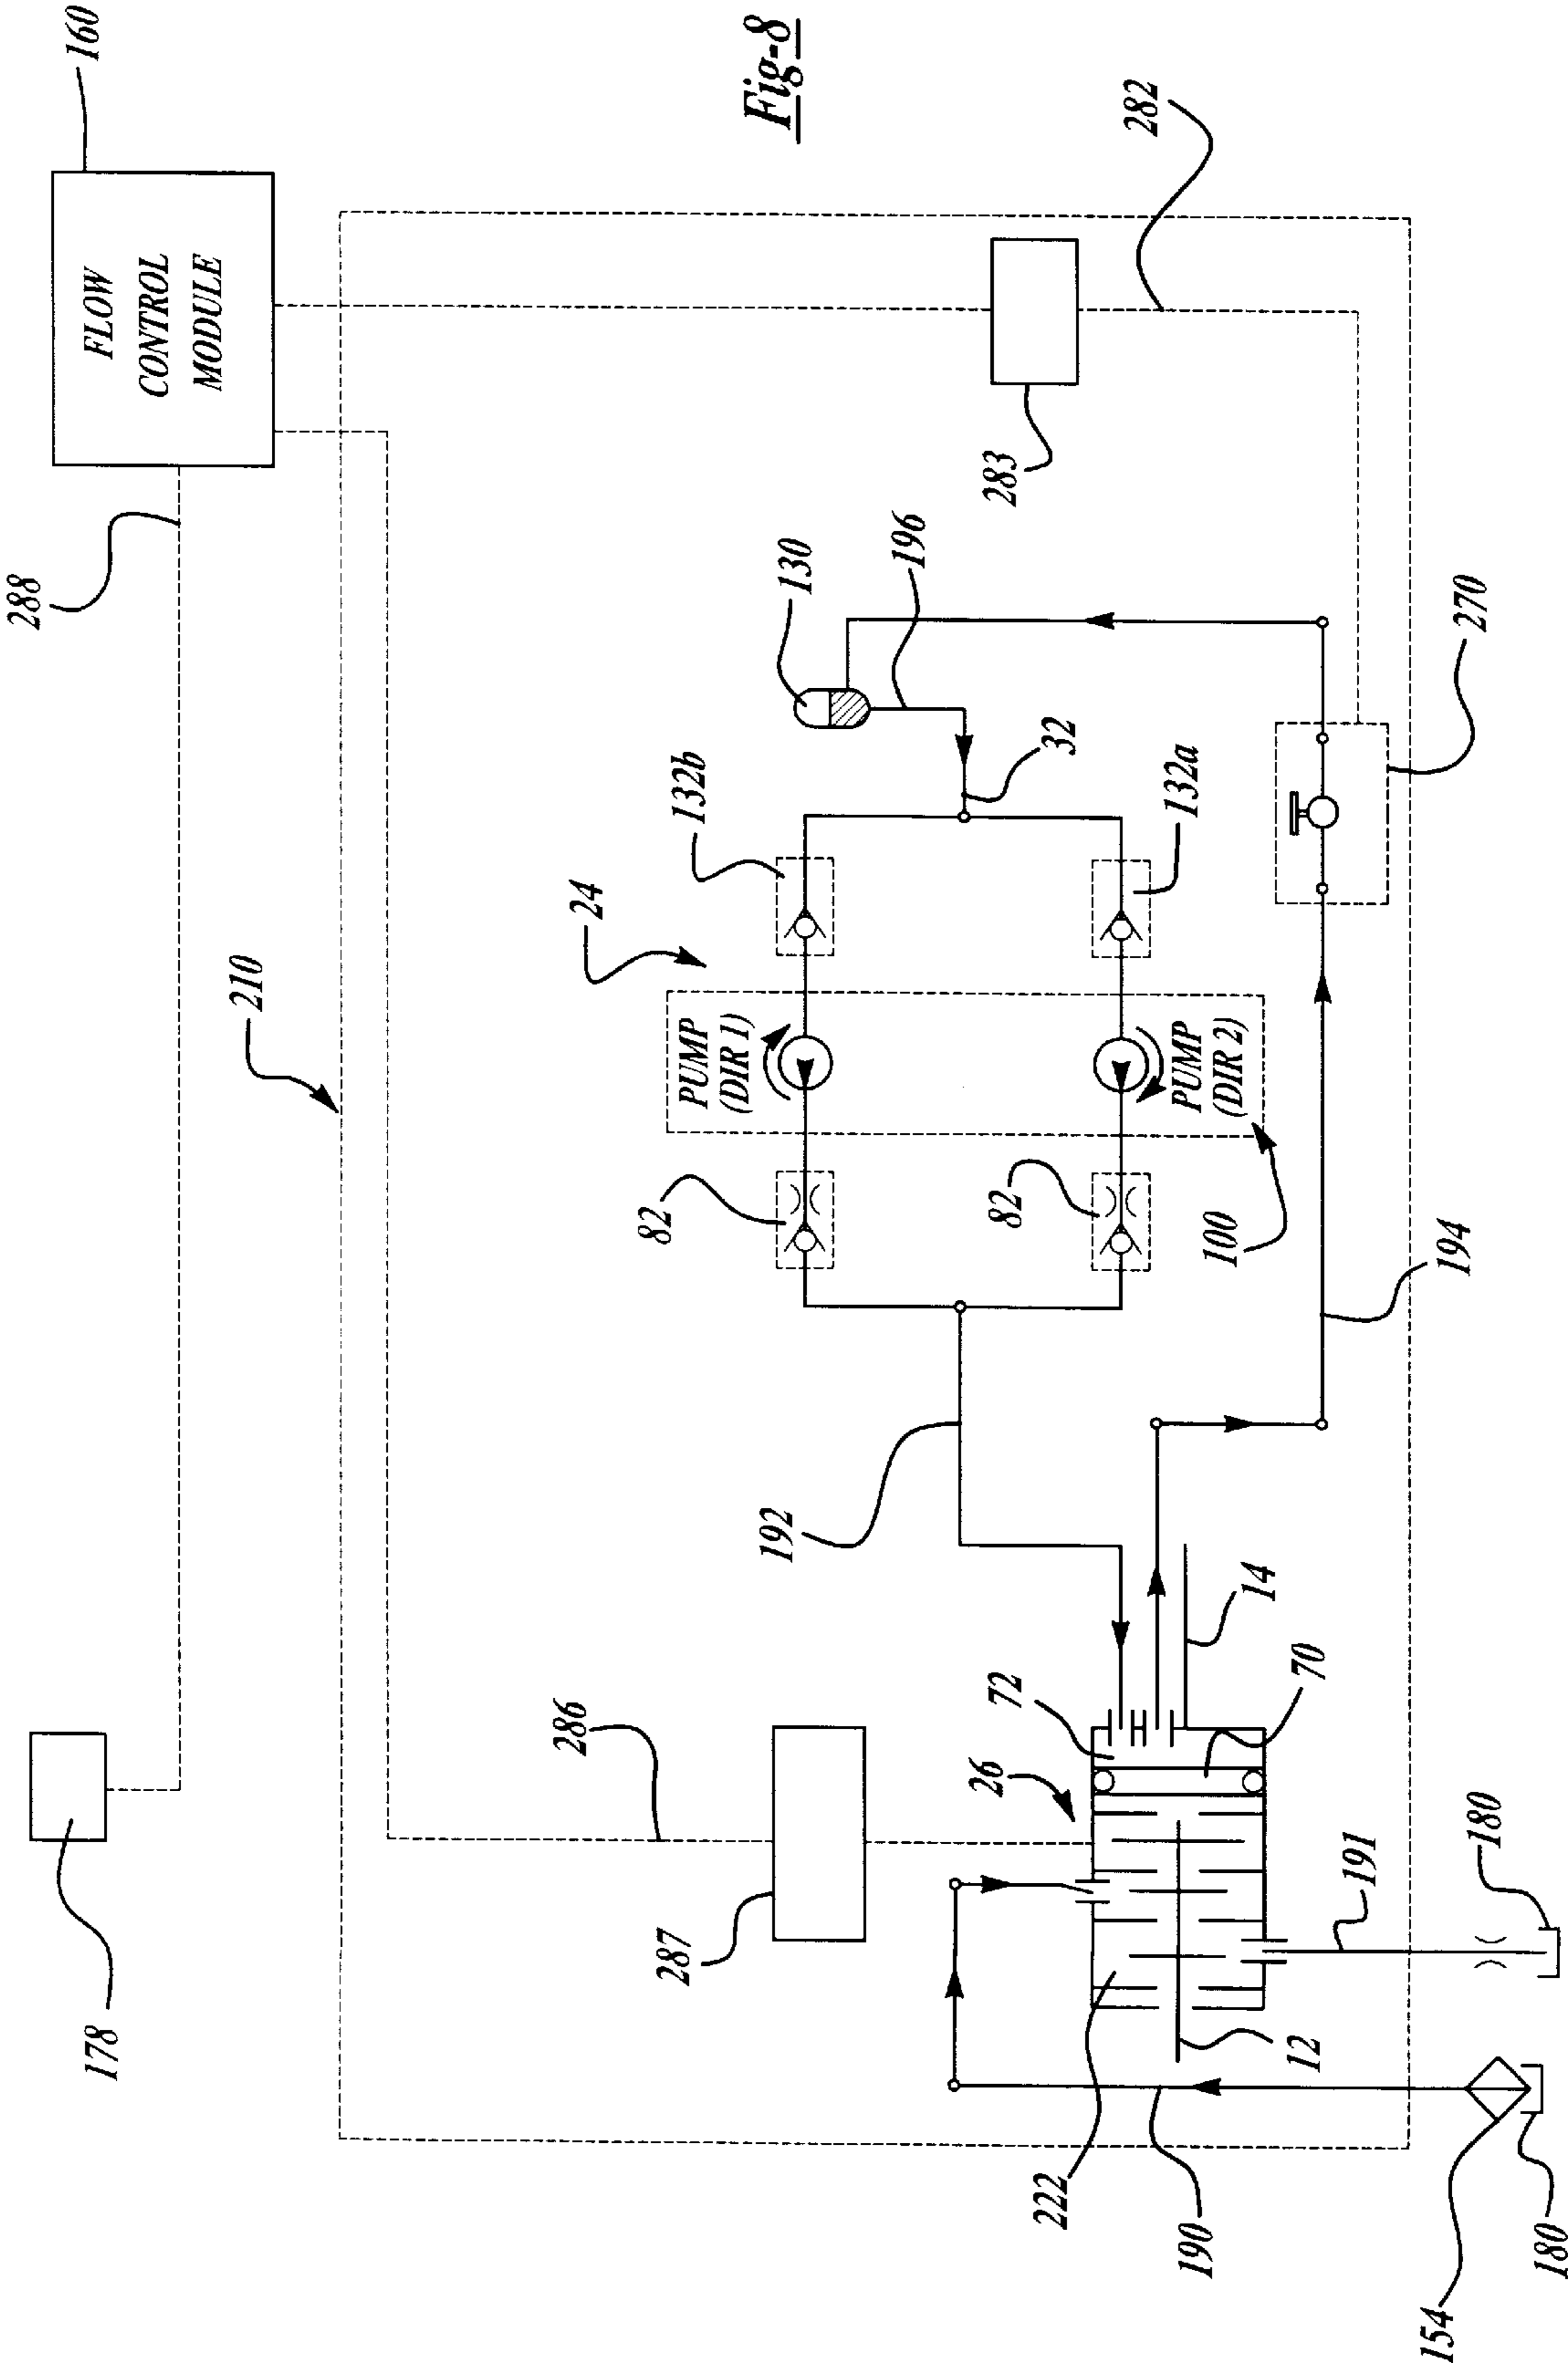 288
160
178
FLOW
CONTROL
MODULE
210
286
24
82
287
132b
PUMP
(DIR 1)
Fig-8
192
130
196
26
283
82
72
222
32
282
132a
PUMP
(DIR 2)
190
100
14
12
70
191
154
194
270
180
180